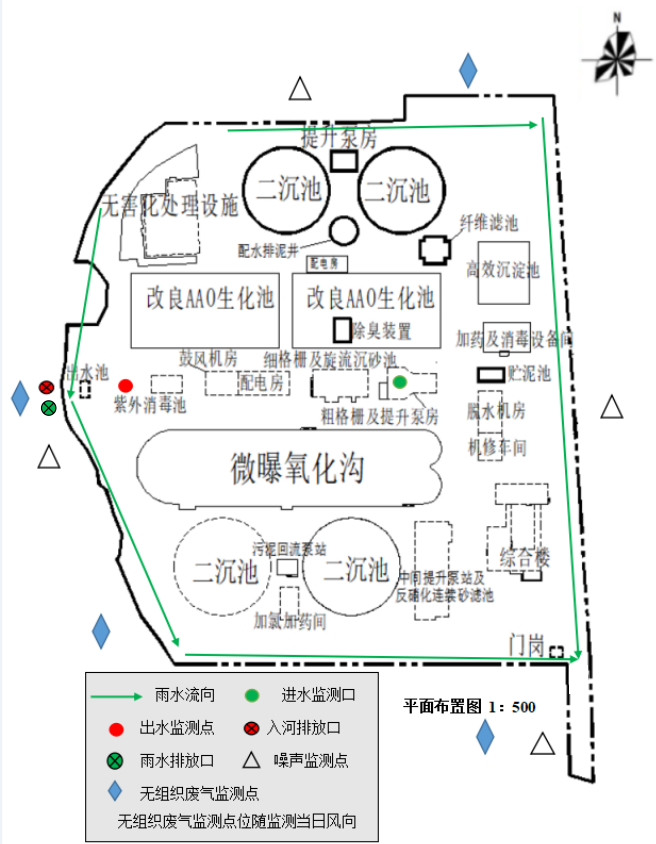 N
提升泵房
二沉池
二沉池
无害化处理设施
纤维滤池
配水排泥井
配电房
高效沉淀池
改良AAO生化池
改良AAO生化池
除臭装置
加药及消毒设备间
鼓风机房
细格栅及旋流沉砂池
出水池
配电房
贮泥池
紫外消毒池
粗格栅及提升泵房
脱水机房
机修车间
微曝氧化沟
污泥回流泵站
综合楼
二沉池
二沉池
中间提升泵站及
反硝化连接砂滤池
加氯加药间
门岗
平面布置图 1：500
雨水流向
进水监测口
出水监测点
入河排放口
雨水排放口
噪声监测点
无组织废气监测点
无组织废气监测点位随监测当日风向